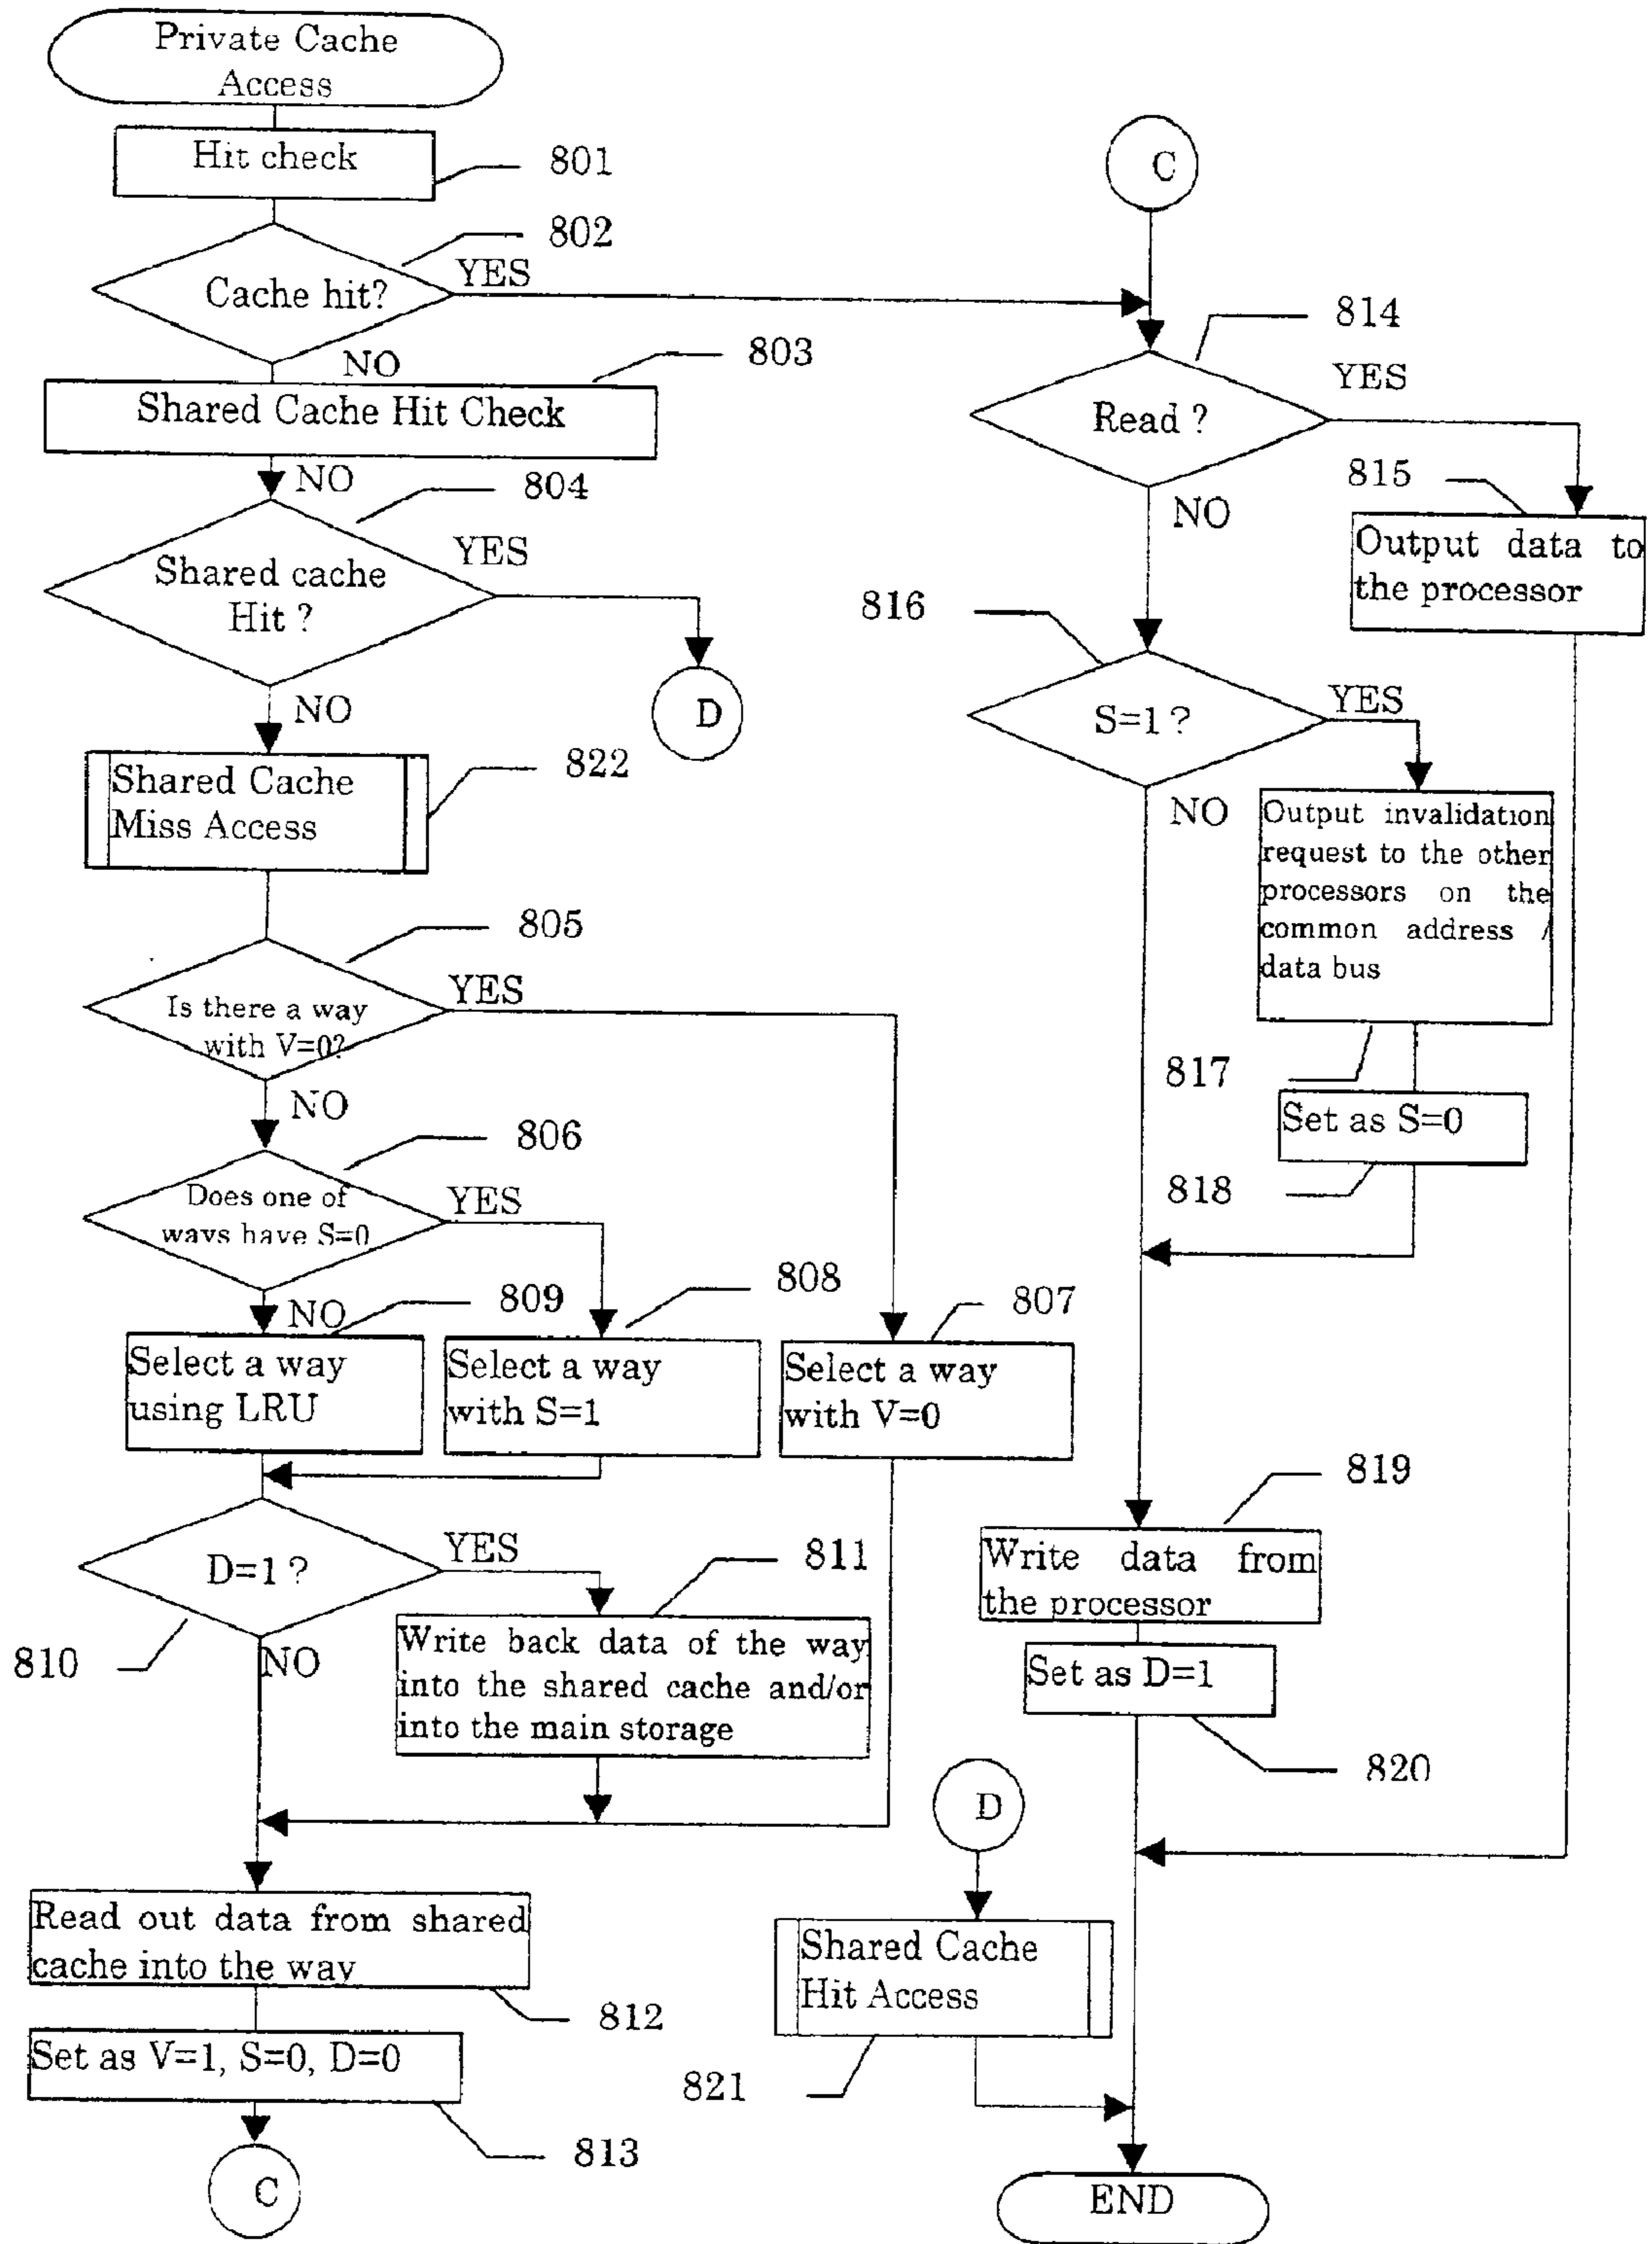 Private Cache
Access
Hit check
801
802
Cache hit?
YES
NO
803
Shared Cache Hit Check
NO
804
Shared cache
Hit ?
YES
D
NO
Shared Cache
Miss Access
822
805
Is there a way
with V=0?
YES
NO
806
Does one of
ways have S=0
YES
NO
809
808
807
Select a way
using LRU
Select a way
with S=1
Select a way
with V=0
D=1 ?
YES
811
810
NO
Write back data of the way
into the shared cache and/or
into the main storage
Read out data from shared
cache into the way
812
Set as V=1, S=0, D=0
813
C
C
814
Read ?
YES
NO
815
Output data to
the processor
816
S=1 ?
YES
NO
Output invalidation
request to the other
processors on the
common address /
data bus
817
Set as S=0
818
819
Write data from
the processor
Set as D=1
820
D
Shared Cache
Hit Access
821
END